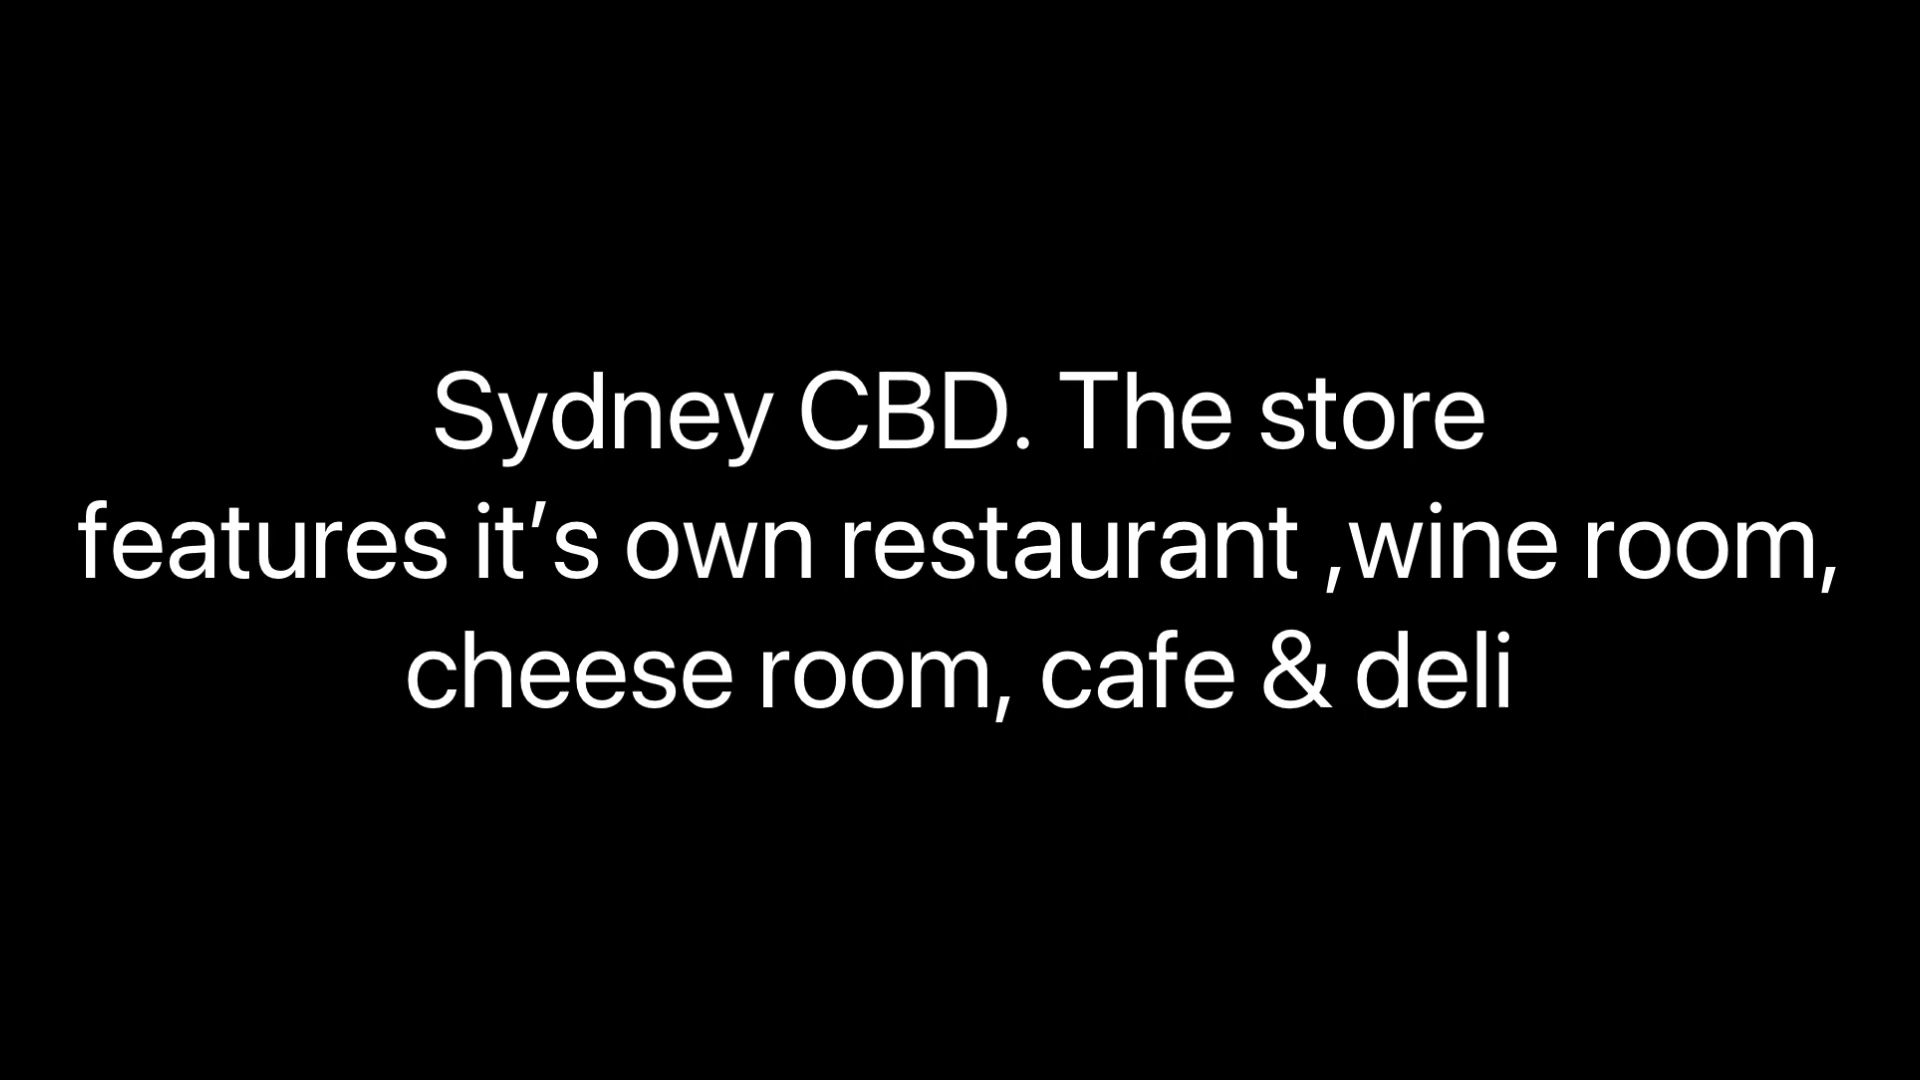 Sydney CBD. The store
features it’s own restaurant ,wine room,
cheese room, cafe & deli